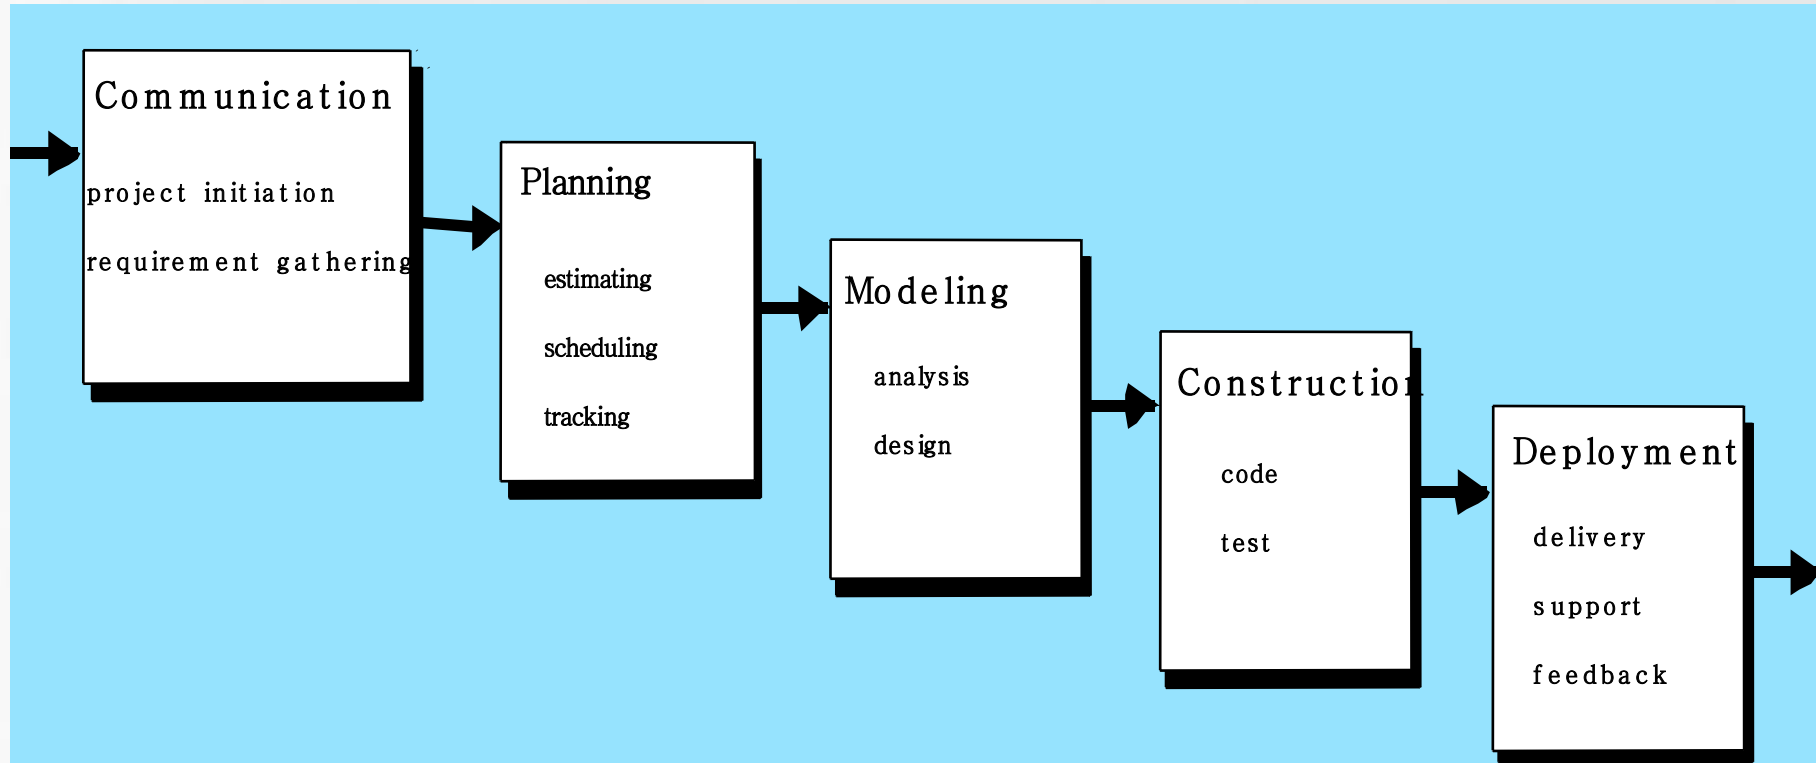 Communication
project initiation
requirement gathering
Planning
estimating
scheduling
tracking
Modeling
analysis
design
Construction
code
test
Deployment
delivery
support
feedback